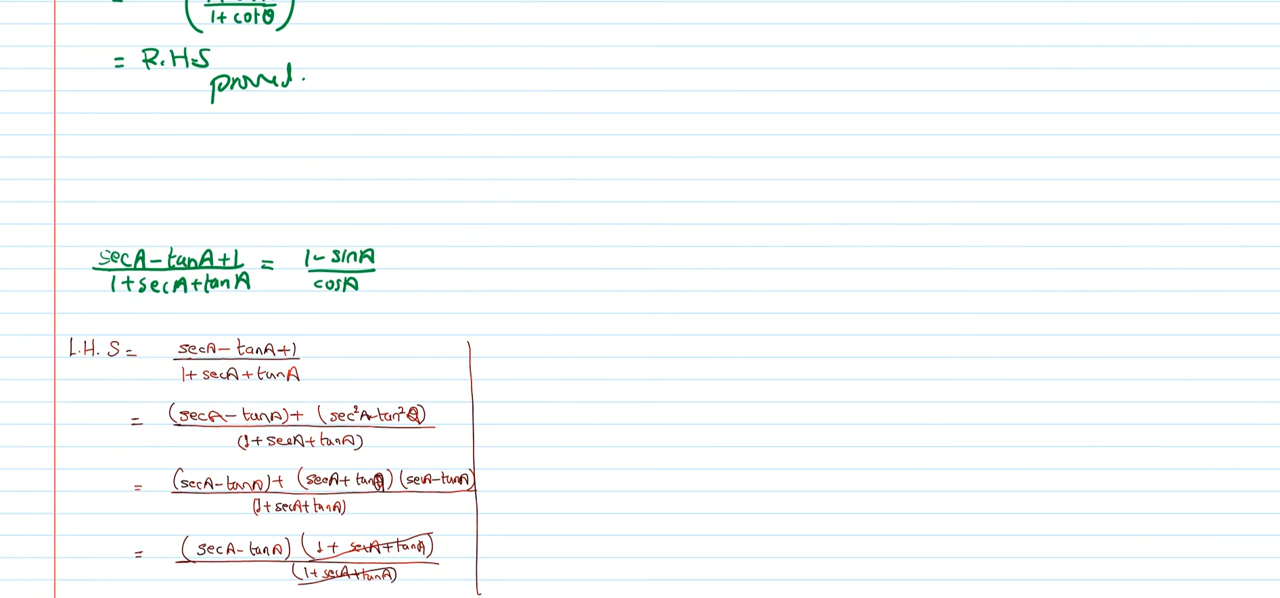 1 + cotθ
= R.H.S
proved.
secA - tanA + 1 / 1 + secA + tanA = 1 - sinA / cosA
L.H.S = secA - tanA + 1 / 1 + secA + tanA
= (secA - tanA) + (sec²A - tan²θ) / (1 + secA + tanA)
= (secA - tanA) + (secA + tanθ) (secA - tanA) / (1 + secA + tanA)
= (secA - tanA) (1 + secA + tanA) / (1 + secA + tanA)